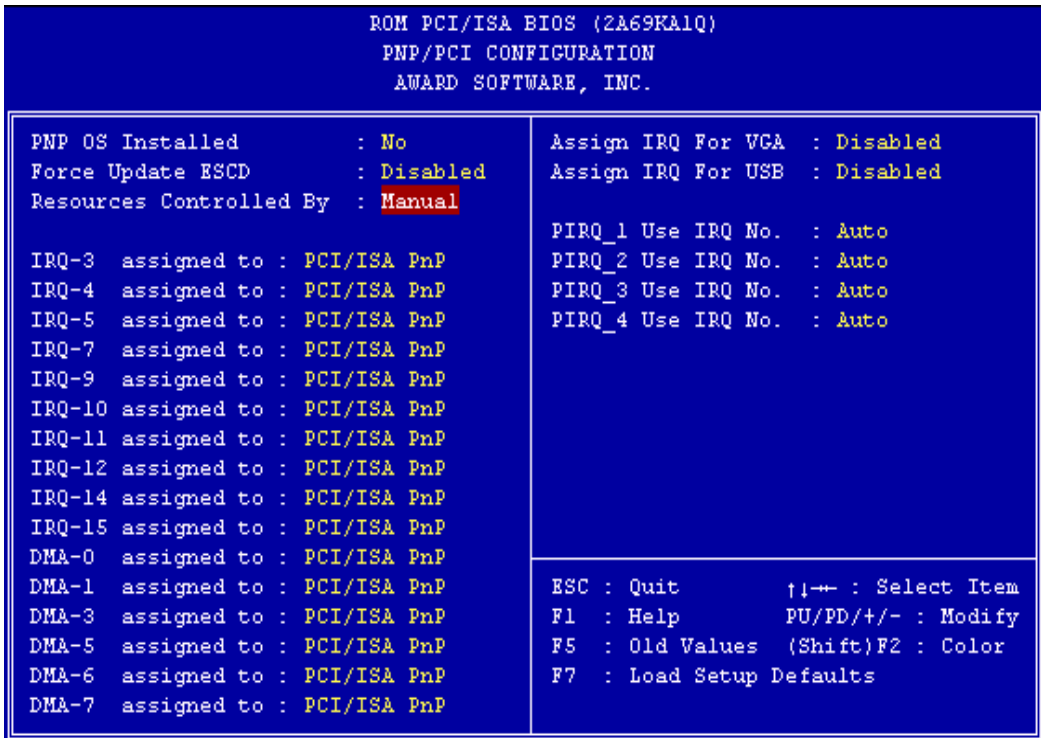 ROM PCI/ISA BIOS (2A69KA1Q)
PNP/PCI CONFIGURATION
AWARD SOFTWARE, INC.
PNP OS Installed : No
Force Update ESCD : Disabled
Resources Controlled By : Manual
IRQ-3 assigned to : PCI/ISA PnP
IRQ-4 assigned to : PCI/ISA PnP
IRQ-5 assigned to : PCI/ISA PnP
IRQ-7 assigned to : PCI/ISA PnP
IRQ-9 assigned to : PCI/ISA PnP
IRQ-10 assigned to : PCI/ISA PnP
IRQ-11 assigned to : PCI/ISA PnP
IRQ-12 assigned to : PCI/ISA PnP
IRQ-14 assigned to : PCI/ISA PnP
IRQ-15 assigned to : PCI/ISA PnP
DMA-0 assigned to : PCI/ISA PnP
DMA-1 assigned to : PCI/ISA PnP
DMA-3 assigned to : PCI/ISA PnP
DMA-5 assigned to : PCI/ISA PnP
DMA-6 assigned to : PCI/ISA PnP
DMA-7 assigned to : PCI/ISA PnP
Assign IRQ For VGA : Disabled
Assign IRQ For USB : Disabled
PIRQ_1 Use IRQ No. : Auto
PIRQ_2 Use IRQ No. : Auto
PIRQ_3 Use IRQ No. : Auto
PIRQ_4 Use IRQ No. : Auto
ESC : Quit ↑↓→← : Select Item
F1 : Help PU/PD/+/- : Modify
F5 : Old Values (Shift)F2 : Color
F7 : Load Setup Defaults